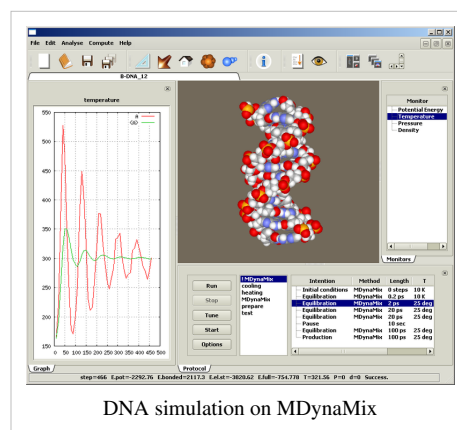 File Edit Analyse Compute Help
B-DNA_12
temperature
550
500
450
400
350
300
250
200
150
0 50 100 150 200 250 300 350 400 450 500
Graph
Monitor
Potential Energy
Temperature
Pressure
Density
Monitors
Run
Stop
Tune
Start
Options
!MDynaMix
cooling
heating
MDynaMix
prepare
test
Intention Method Length T
Initial conditions MDynaMix 0 steps 10 K
Equilibration MDynaMix 0.2 ps 10 K
Equilibration MDynaMix 2 ps 25 deg
Equilibration MDynaMix 20 ps 25 deg
Equilibration MDynaMix 20 ps 25 deg
Pause 10 sec
Equilibration MDynaMix 100 ps 25 deg
Production MDynaMix 100 ps 25 deg
Protocol
step=466 E.pot=-2292.76 E.bonded=2117.3 E.el.st=-3820.62 E.full=-754.778 T=321.56 P=0 d=0 Success.
DNA simulation on MDynaMix